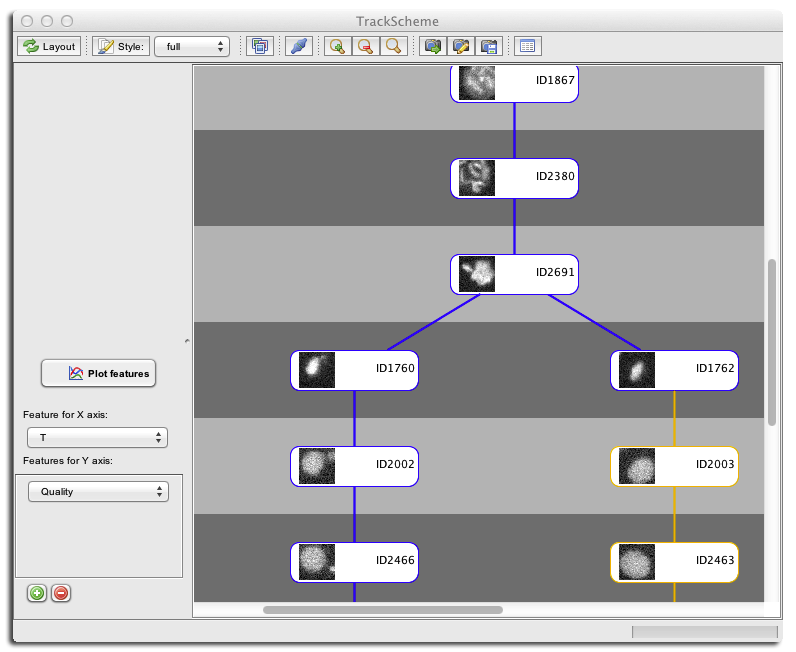 TrackScheme
Layout
Style:
full
ID1867
ID2380
ID2691
ID1760
ID1762
Plot features
Feature for X axis:
T
Features for Y axis:
ID2002
ID2003
Quality
ID2466
ID2463